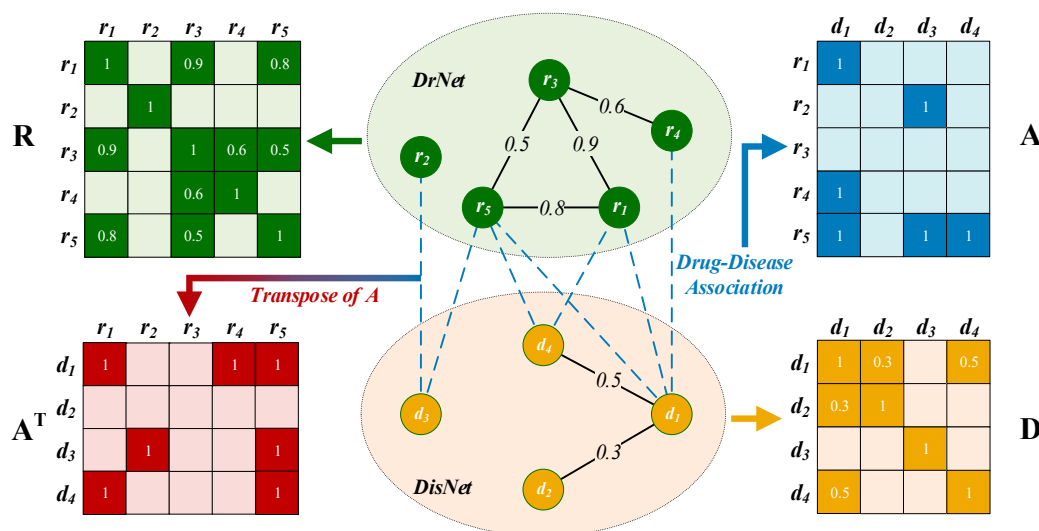 r1 r2 r3 r4 r5
r1 1 0.9 0.8
r2 1
r3 0.9 1 0.6 0.5
r4 0.6 1
r5 0.8 0.5 1
R
DrNet
r3
r4
r2
r5
r1
0.6
0.5
0.9
0.8
d1 d2 d3 d4
r1 1
r2 1
r3
r4 1
r5 1 1 1
A
Transpose of A
Drug-Disease
Association
r1 r2 r3 r4 r5
d1 1 1 1
d2
d3 1 1
d4 1 1
A^T
d4
d3
d1
d2
0.5
0.3
DisNet
d1 d2 d3 d4
d1 1 0.3 0.5
d2 0.3 1
d3 1
d4 0.5 1
D